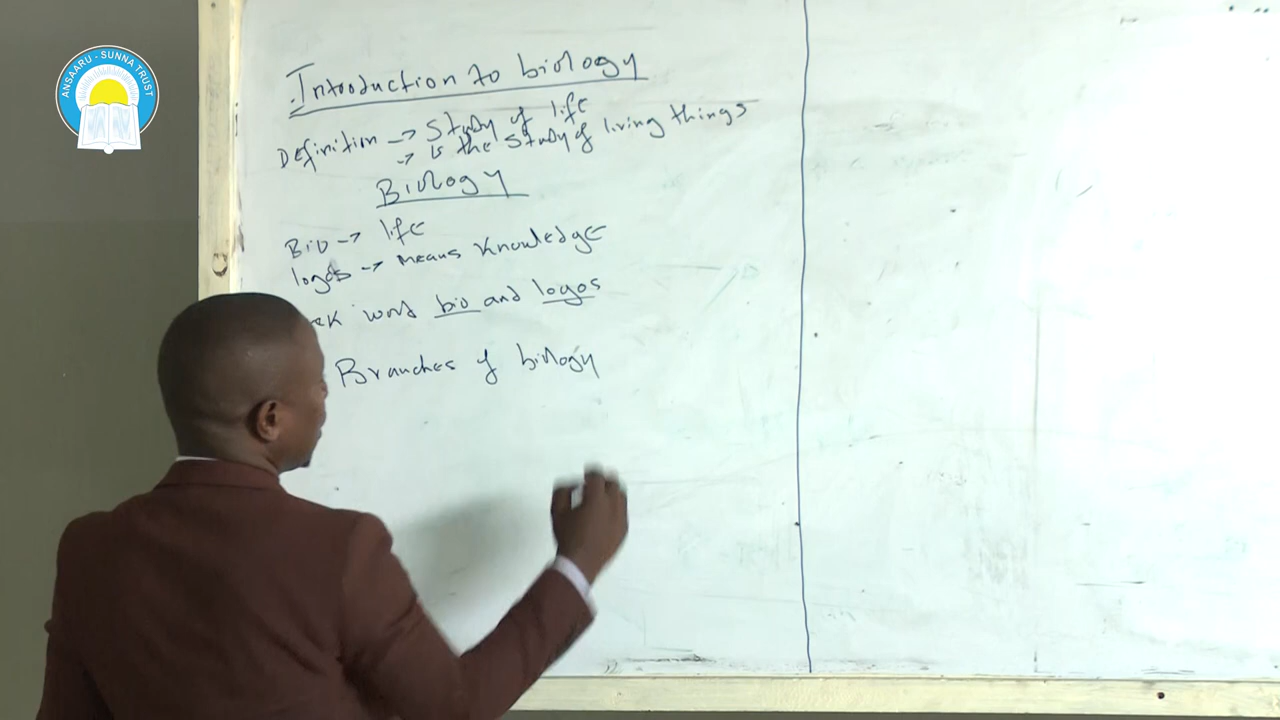 ANSAARU - SUNNA TRUST
Introduction to biology
Definition → Study of life
→ is the study of living things
Biology
Bio → life
logos → means knowledge
ek word bio and logos
Branches of biology